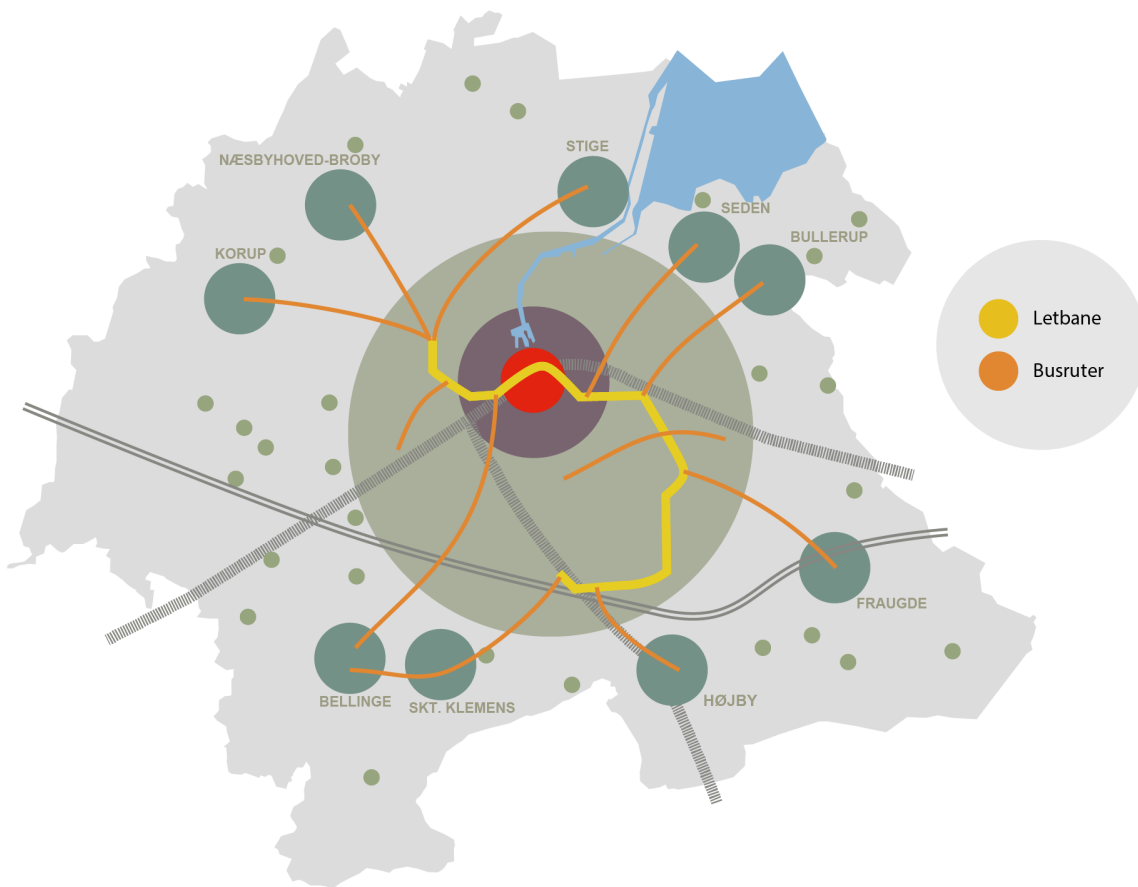 STIGE
NÆSBYHOVED-BROBY
SEDEN
BULLERUP
KORUP
Letbane
Busruter
FRAUGDE
BELLINGE
SKT. KLEMENS
HØJBY